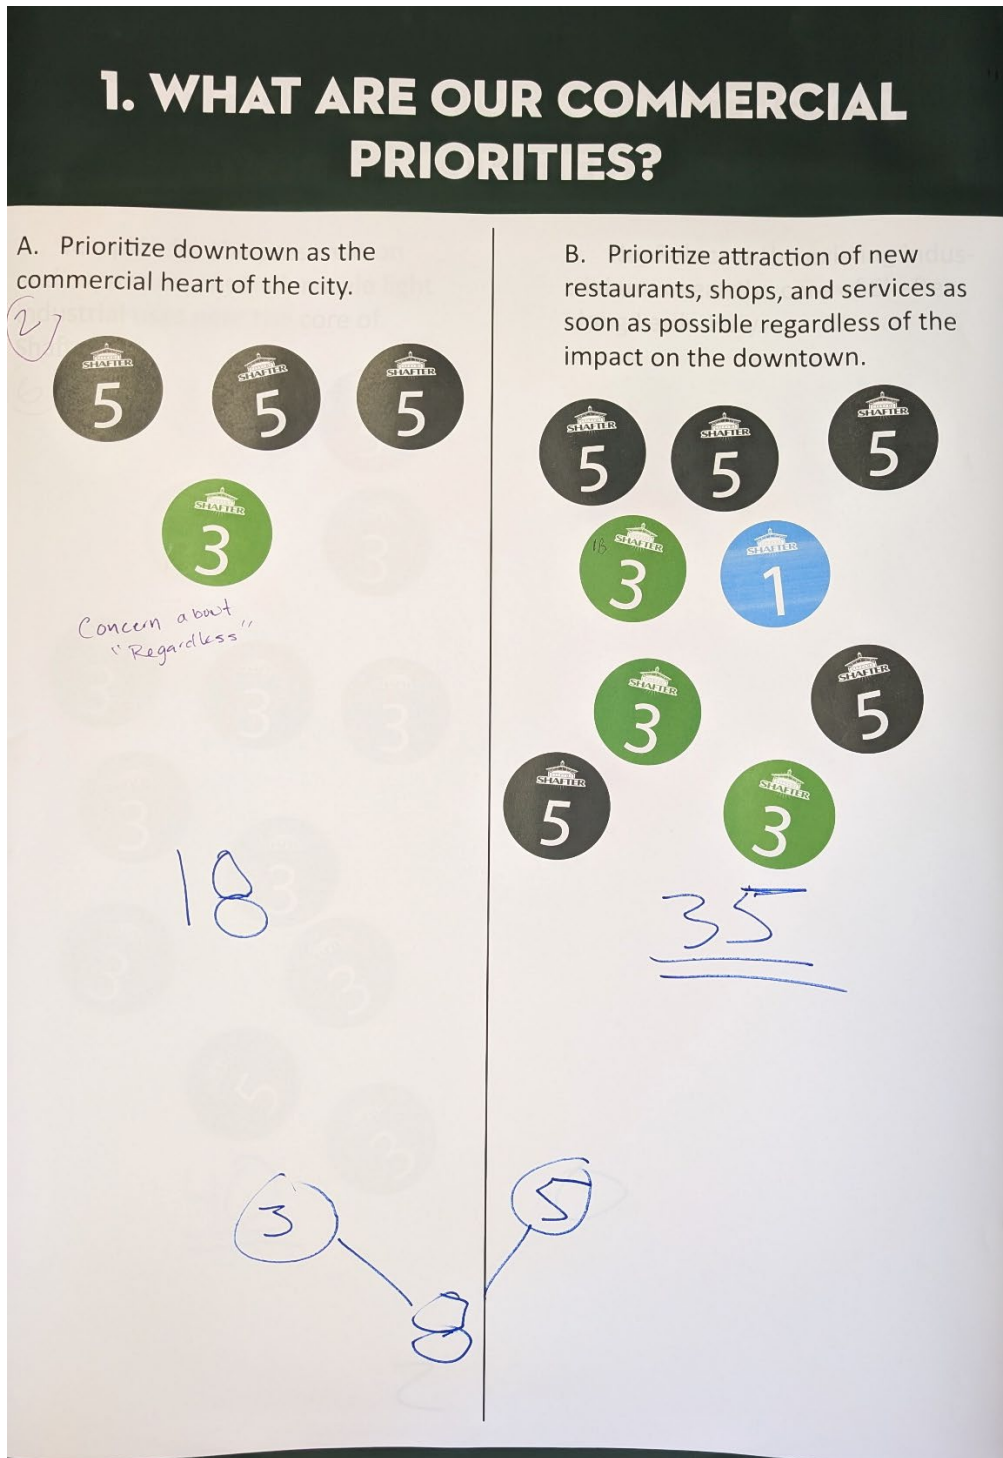 1. WHAT ARE OUR COMMERCIAL
PRIORITIES?
A. Prioritize downtown as the
commercial heart of the city.
2
SHAFTER
5
SHAFTER
5
SHAFTER
5
SHAFTER
3
Concern about
"Regardless"
18
3
8
B. Prioritize attraction of new
restaurants, shops, and services as
soon as possible regardless of the
impact on the downtown.
SHAFTER
5
SHAFTER
5
SHAFTER
5
1B
SHAFTER
3
SHAFTER
1
SHAFTER
3
SHAFTER
5
SHAFTER
5
SHAFTER
3
35
5